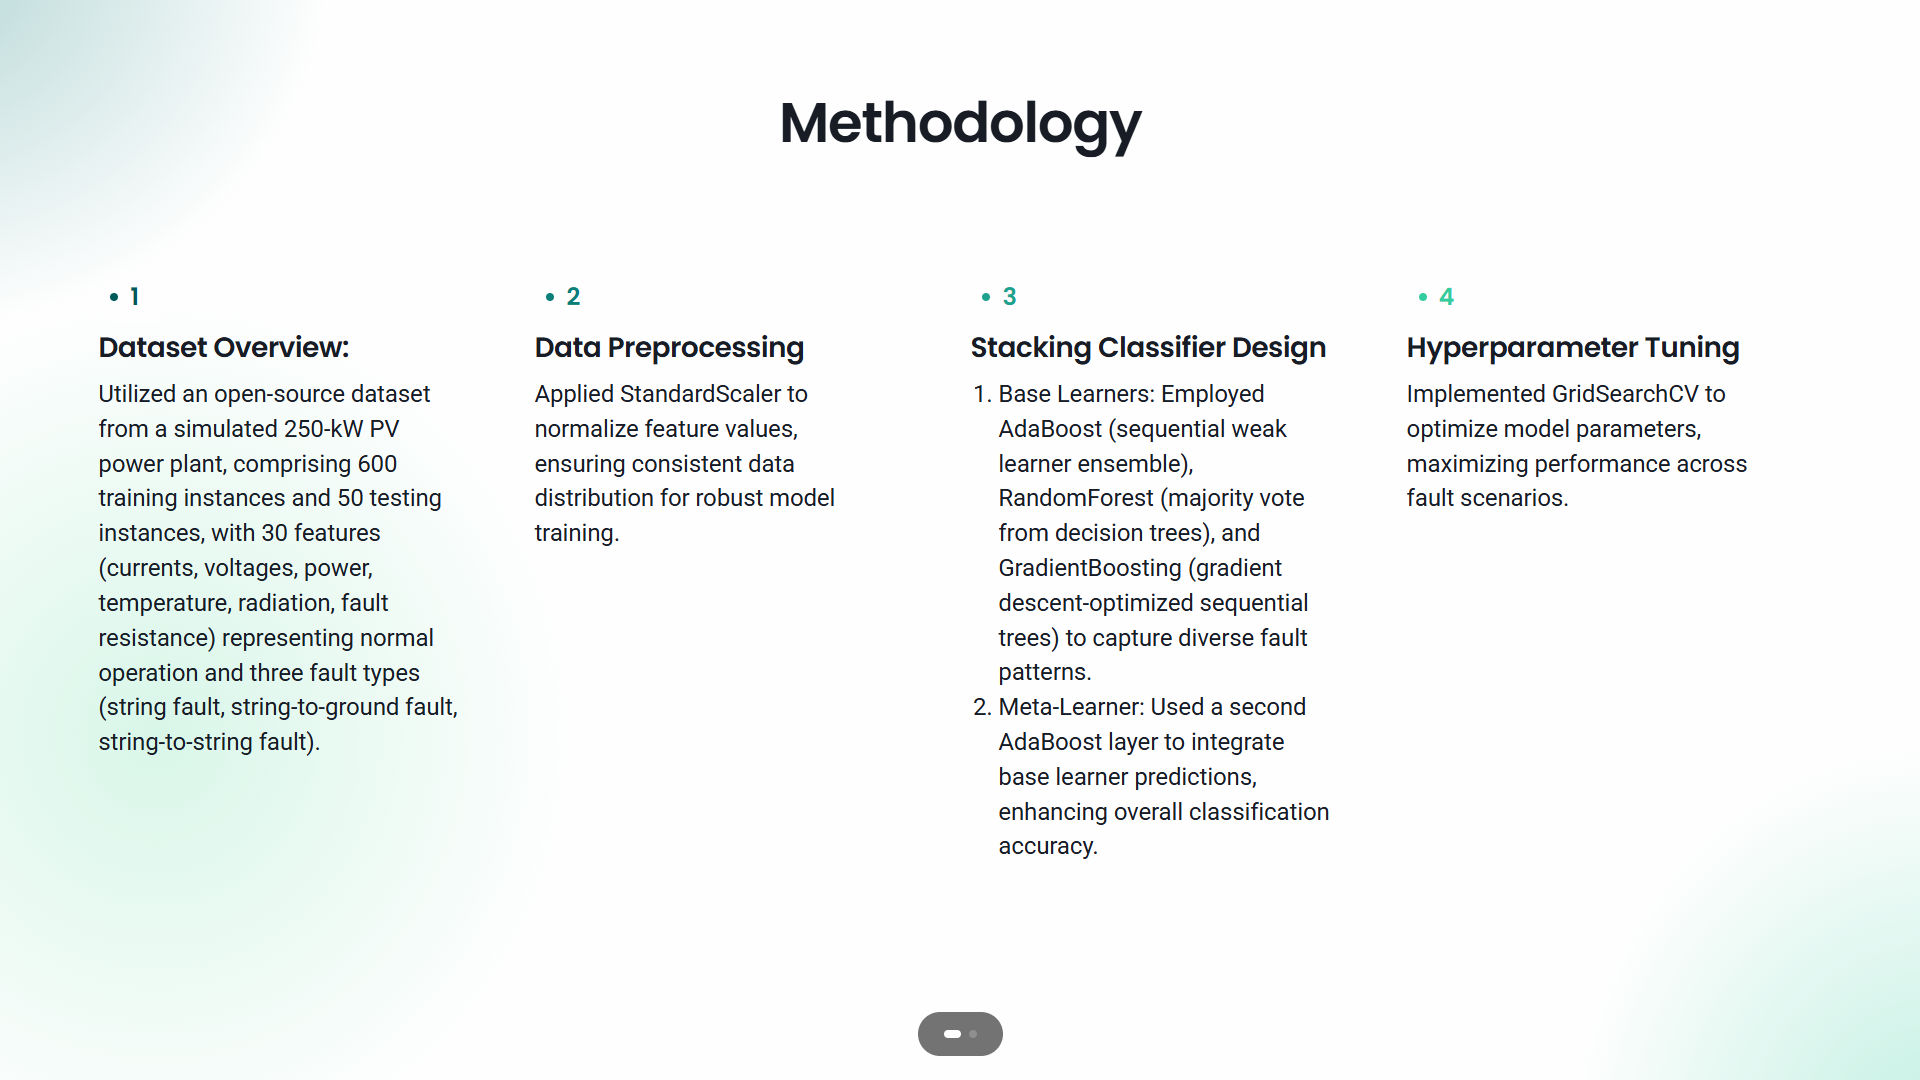 Methodology
• 1
Dataset Overview:
Utilized an open-source dataset
from a simulated 250-kW PV
power plant, comprising 600
training instances and 50 testing
instances, with 30 features
(currents, voltages, power,
temperature, radiation, fault
resistance) representing normal
operation and three fault types
(string fault, string-to-ground fault,
string-to-string fault).
• 2
Data Preprocessing
Applied StandardScaler to
normalize feature values,
ensuring consistent data
distribution for robust model
training.
• 3
Stacking Classifier Design
1. Base Learners: Employed
AdaBoost (sequential weak
learner ensemble),
RandomForest (majority vote
from decision trees), and
GradientBoosting (gradient
descent-optimized sequential
trees) to capture diverse fault
patterns.
2. Meta-Learner: Used a second
AdaBoost layer to integrate
base learner predictions,
enhancing overall classification
accuracy.
• 4
Hyperparameter Tuning
Implemented GridSearchCV to
optimize model parameters,
maximizing performance across
fault scenarios.